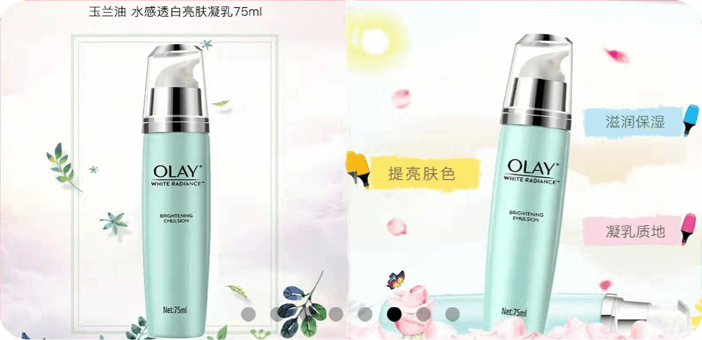 玉兰油 水感透白亮肤凝乳75ml
OLAY
WHITE RADIANCE™
BRIGHTENING
EMULSION
Net:75ml
提亮肤色
滋润保湿
凝乳质地
OLAY
WHITE RADIANCE™
BRIGHTENING
EMULSION
Net:75ml